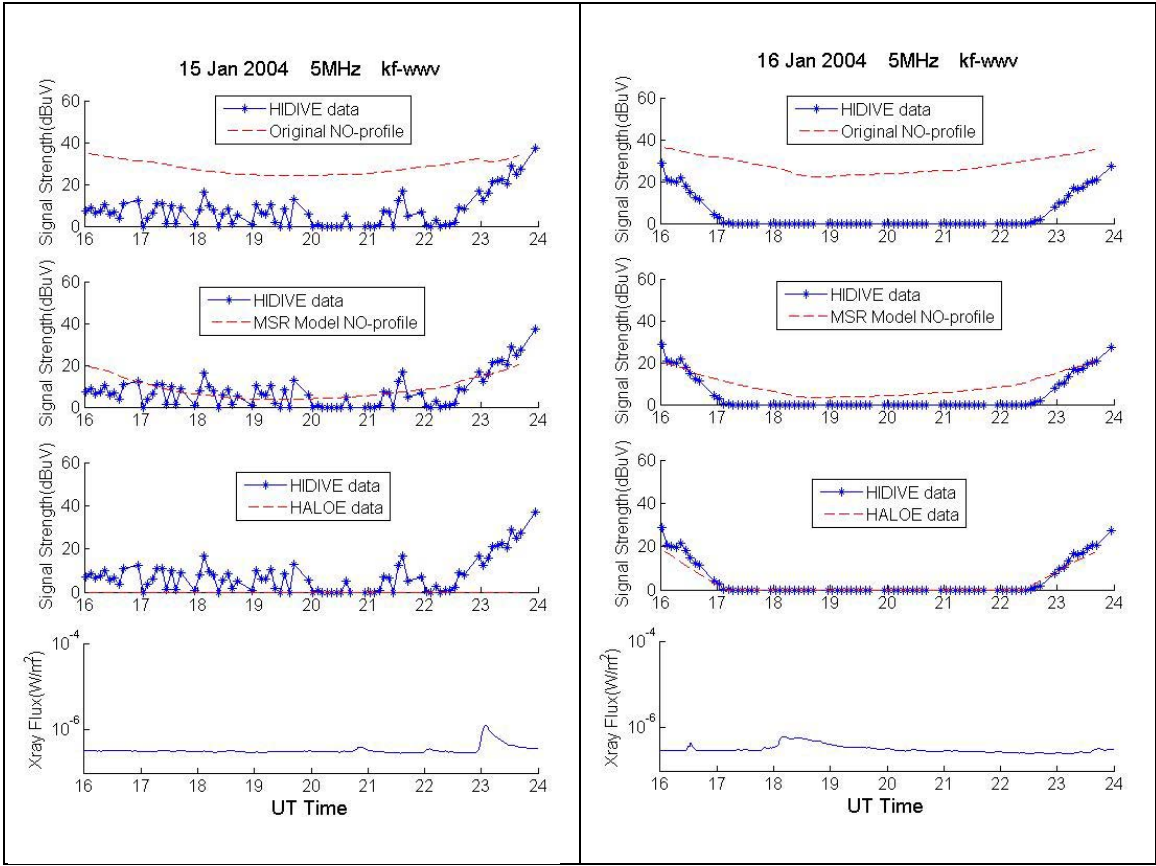 15 Jan 2004 5MHz kf-wwv
Signal Strength(dBuV)
60
40
20
0
HIDIVE data
Original NO-profile
16 17 18 19 20 21 22 23 24
Signal Strength(dBuV)
60
40
20
0
HIDIVE data
MSR Model NO-profile
16 17 18 19 20 21 22 23 24
Signal Strength(dBuV)
60
40
20
0
HIDIVE data
HALOE data
16 17 18 19 20 21 22 23 24
Xray Flux(W/m²)
10⁻⁴
10⁻⁶
16 17 18 19 20 21 22 23 24
UT Time
16 Jan 2004 5MHz kf-wwv
Signal Strength(dBuV)
60
40
20
0
HIDIVE data
Original NO-profile
16 17 18 19 20 21 22 23 24
Signal Strength(dBuV)
60
40
20
0
HIDIVE data
MSR Model NO-profile
16 17 18 19 20 21 22 23 24
Signal Strength(dBuV)
60
40
20
0
HIDIVE data
HALOE data
16 17 18 19 20 21 22 23 24
Xray Flux(W/m²)
10⁻⁴
10⁻⁶
16 17 18 19 20 21 22 23 24
UT Time